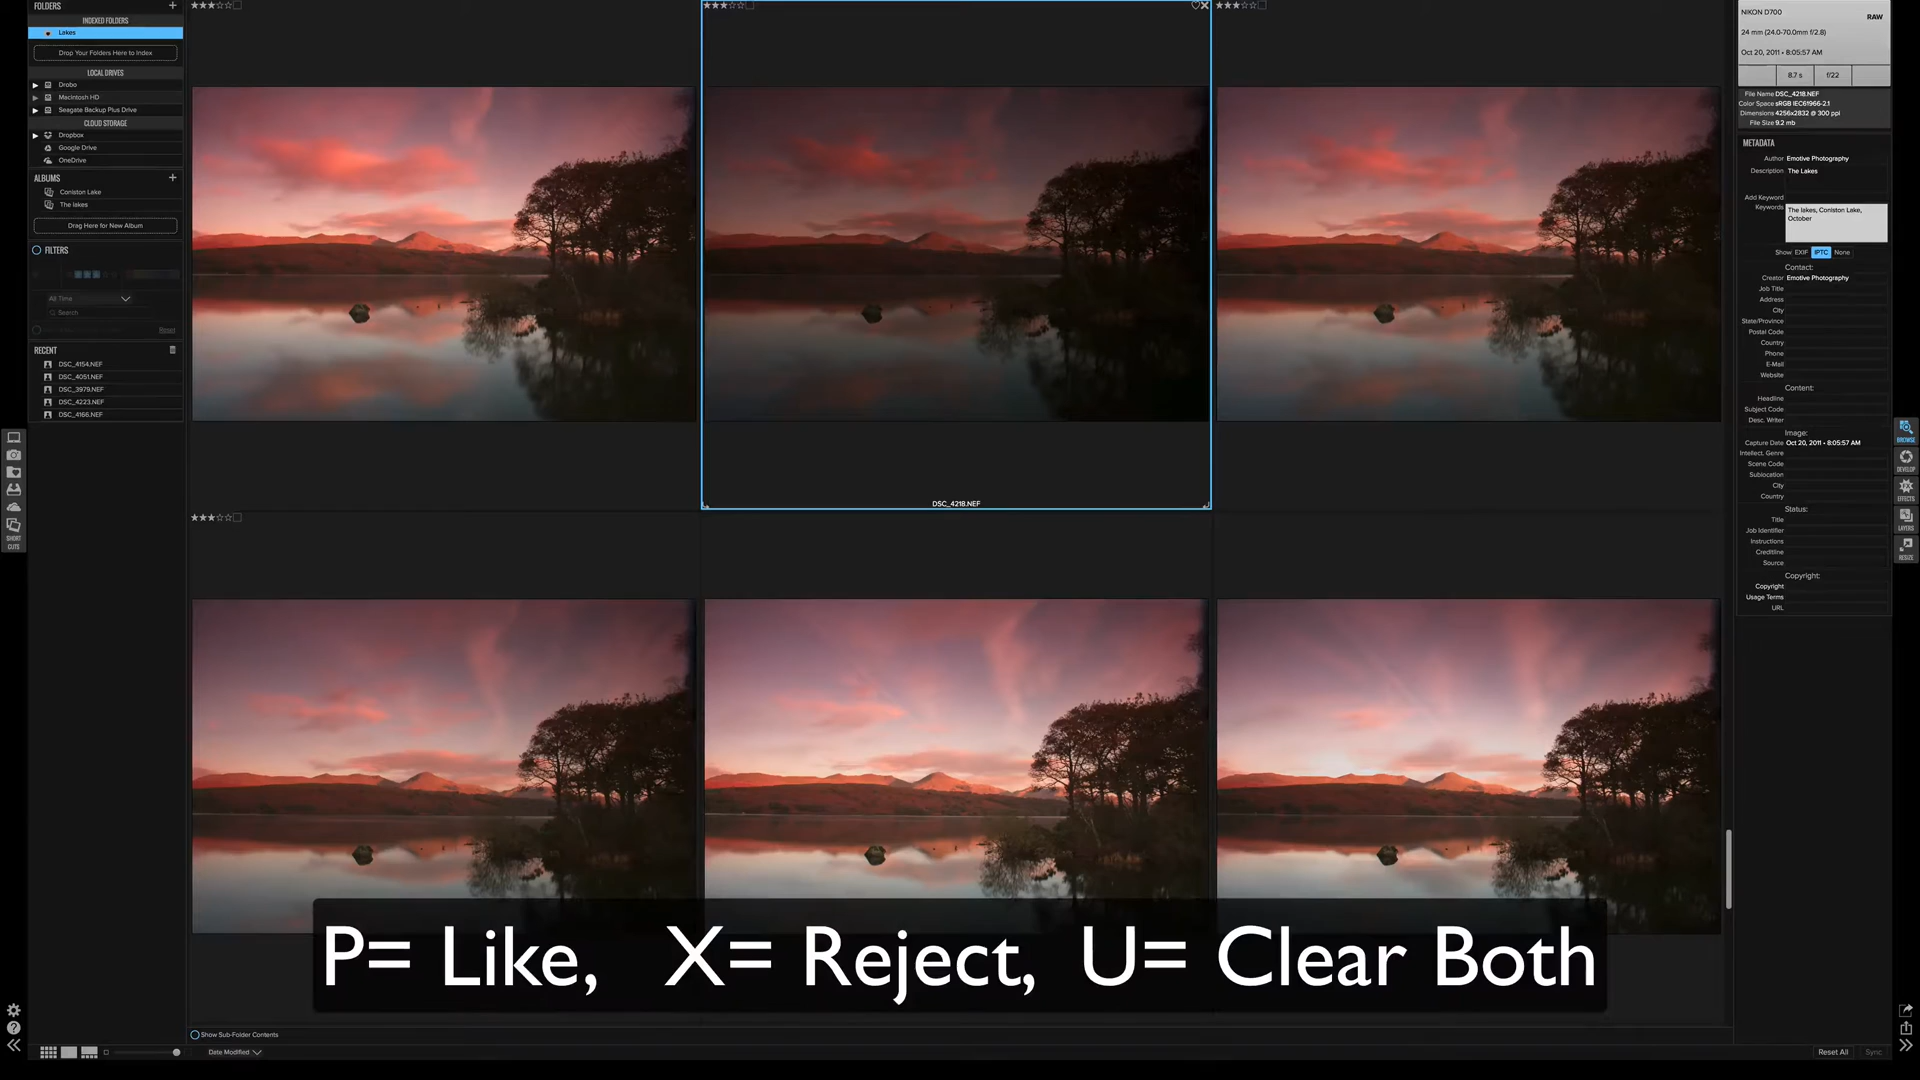 FOLDERS
INDEXED FOLDERS
Lakes
Drop Your Folders Here to Index
LOCAL DRIVES
Drobo
Macintosh HD
Seagate Backup Plus Drive
CLOUD STORAGE
Dropbox
Google Drive
OneDrive
ALBUMS
Coniston Lake
The lakes
Drag Here for New Album
FILTERS
All Time
Search
Reset
RECENT
DSC_4154.NEF
DSC_4051.NEF
DSC_3979.NEF
DSC_4223.NEF
DSC_4166.NEF
SHORT
CUTS
DSC_4218.NEF
P= Like, X= Reject, U= Clear Both
Show Sub-Folder Contents
Date Modified
NIKON D700
RAW
24 mm (24.0-70.0mm f/2.8)
Oct 20, 2011 • 8:05:57 AM
8.7 s f/22
File Name DSC_4218.NEF
Color Space sRGB IEC61966-2.1
Dimensions 4256x2832 @ 300 ppi
File Size 9.2 mb
METADATA
Author Emotive Photography
Description The Lakes
Add Keyword
Keywords The lakes, Coniston Lake,
October
Show EXIF IPTC None
Contact:
Creator Emotive Photography
Job Title
Address
City
State/Province
Postal Code
Country
Phone
E-Mail
Website
Content:
Headline
Subject Code
Desc. Writer
Image:
Capture Date Oct 20, 2011 • 8:05:57 AM
Intellect. Genre
Scene Code
Sublocation
City
Country
Status:
Title
Job Identifier
Instructions
Creditline
Source
Copyright:
Copyright
Usage Terms
URL
BROWSE
DEVELOP
EFFECTS
LAYERS
RESIZE
Reset All
Sync